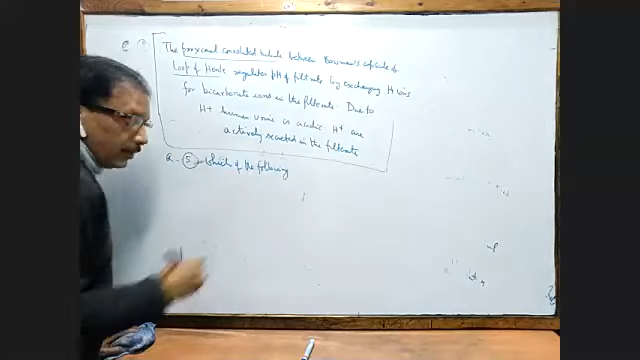 The proximal convoluted tubule between Bowman's capsule &
Loop of Henle regulates pH of filtrate by exchanging H+ ions
for bicarbonate ions in the filtrate. Due to
H+ human urine is acidic. H+ are
actively secreted in the filtrate
Q. 5 Which of the following